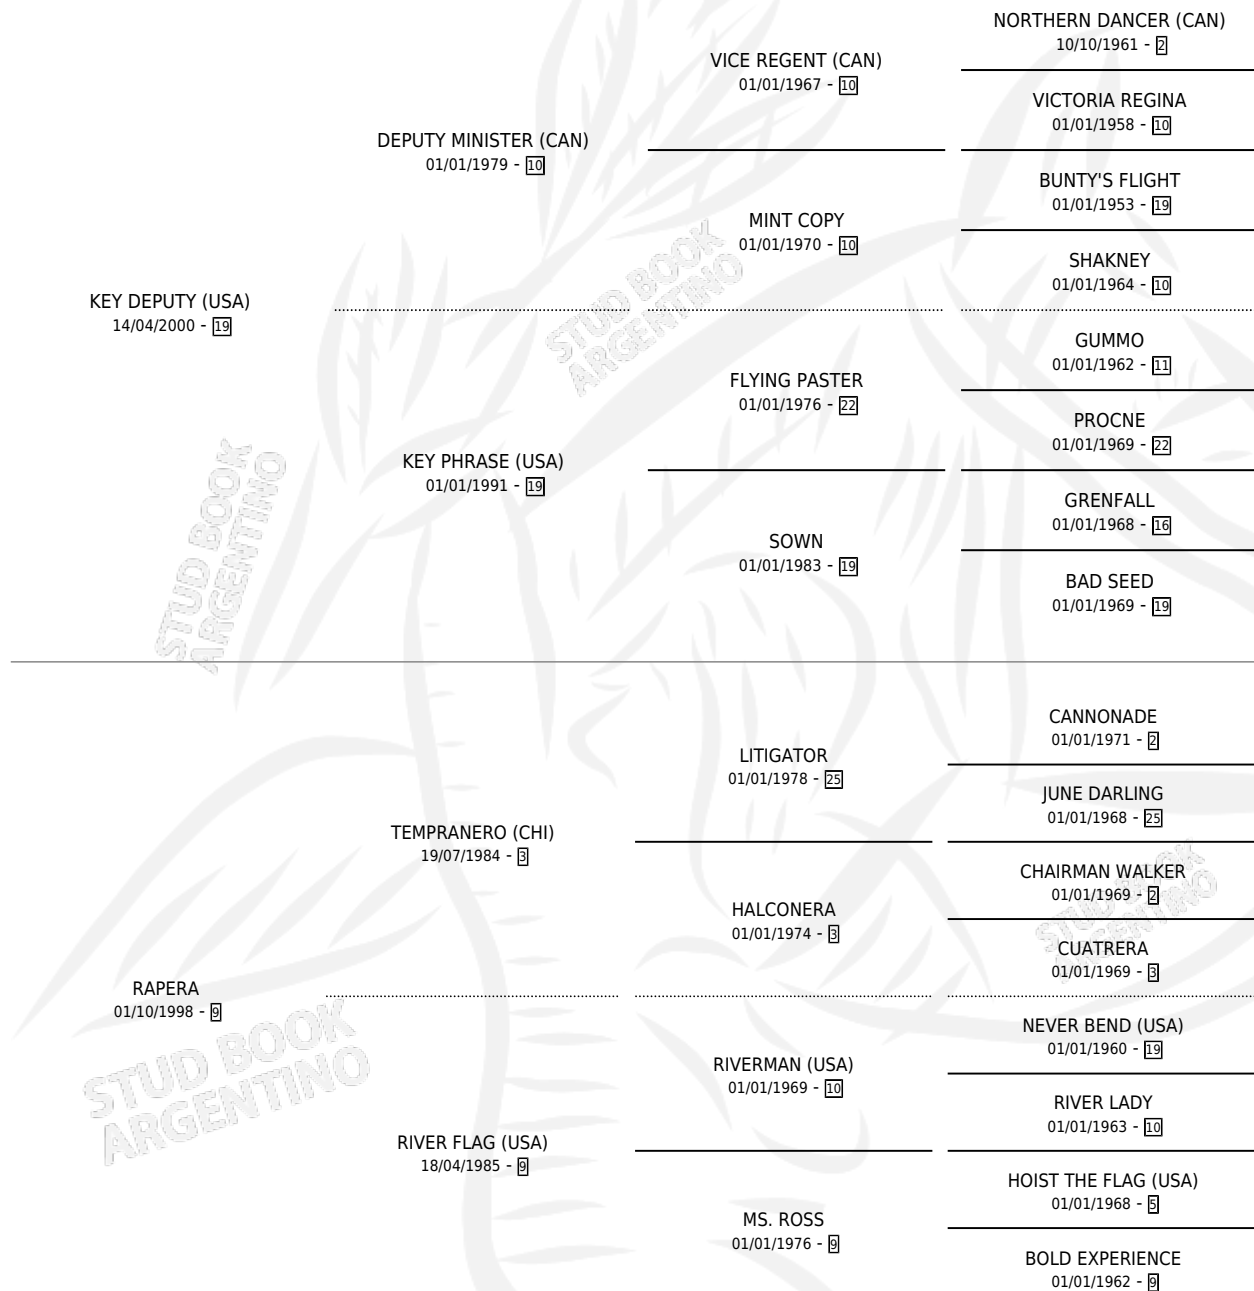 NORTHERN DANCER (CAN)
10/10/1961 - 2
VICE REGENT (CAN)
01/01/1967 - 10
VICTORIA REGINA
01/01/1958 - 10
DEPUTY MINISTER (CAN)
01/01/1979 - 10
BUNTY'S FLIGHT
01/01/1953 - 19
MINT COPY
01/01/1970 - 10
SHAKNEY
01/01/1964 - 10
KEY DEPUTY (USA)
14/04/2000 - 19
GUMMO
01/01/1962 - 11
FLYING PASTER
01/01/1976 - 22
PROCNE
01/01/1969 - 22
KEY PHRASE (USA)
01/01/1991 - 19
GRENFALL
01/01/1968 - 16
SOWN
01/01/1983 - 19
BAD SEED
01/01/1969 - 19
CANNONADE
01/01/1971 - 2
LITIGATOR
01/01/1978 - 25
JUNE DARLING
01/01/1968 - 25
TEMPRANERO (CHI)
19/07/1984 - 3
CHAIRMAN WALKER
01/01/1969 - 2
HALCONERA
01/01/1974 - 3
CUATRERA
01/01/1969 - 3
RAPERA
01/10/1998 - 9
NEVER BEND (USA)
01/01/1960 - 19
RIVERMAN (USA)
01/01/1969 - 10
RIVER LADY
01/01/1963 - 10
RIVER FLAG (USA)
18/04/1985 - 9
HOIST THE FLAG (USA)
01/01/1968 - 5
MS. ROSS
01/01/1976 - 9
BOLD EXPERIENCE
01/01/1962 - 9
STUD BOOK
ARGENTINO
STUD BOOK
ARGENTINO
STUD BOOK
ARGENTINO
STUD BOOK
ARGENTINO